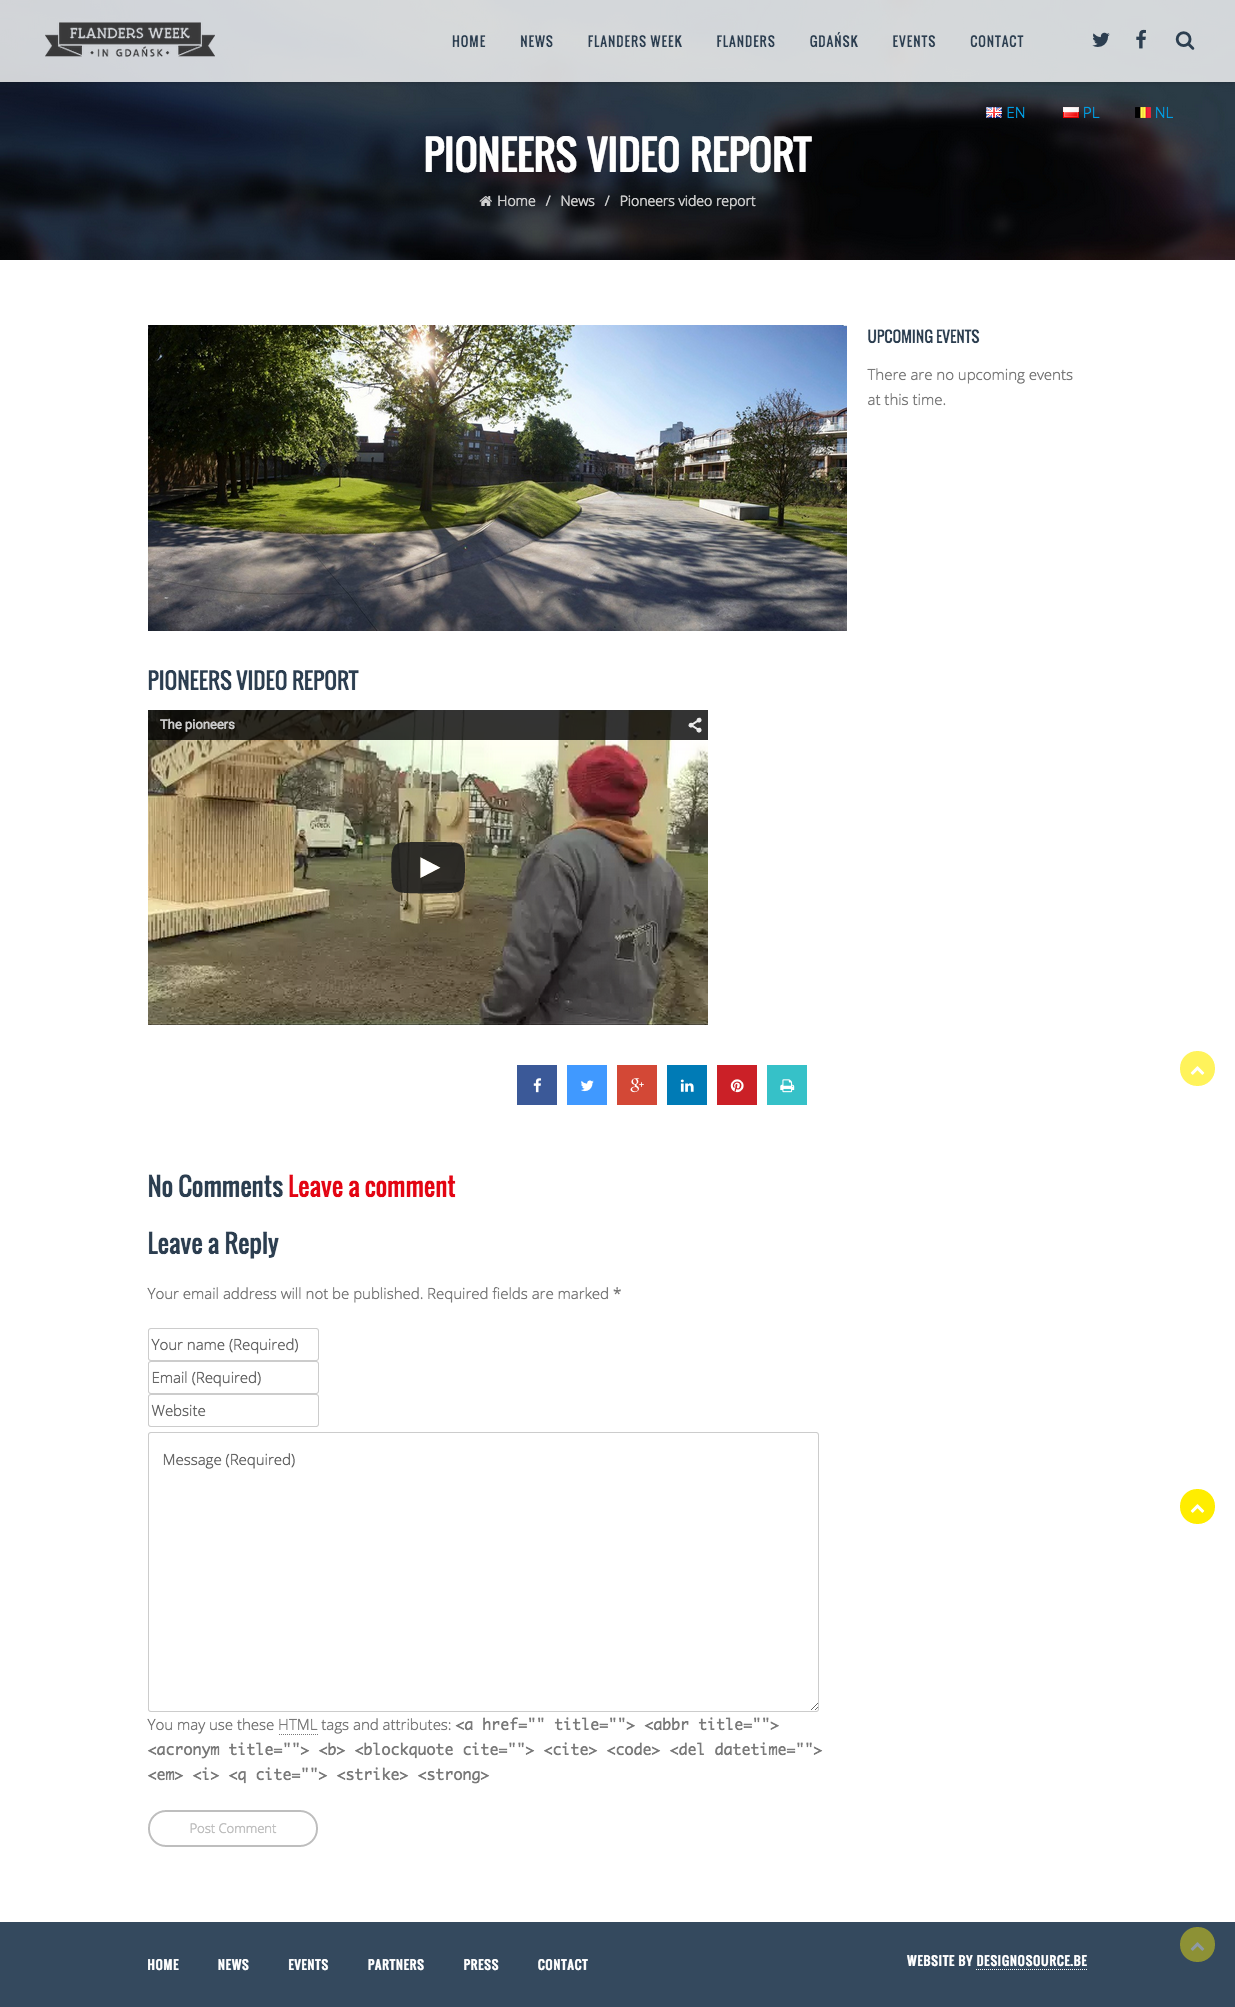 FLANDERS WEEK
IN GDAŃSK
HOME NEWS FLANDERS WEEK FLANDERS GDAŃSK EVENTS CONTACT
EN PL NL
PIONEERS VIDEO REPORT
Home / News / Pioneers video report
UPCOMING EVENTS
There are no upcoming events
at this time.
PIONEERS VIDEO REPORT
The pioneers
No Comments Leave a comment
Leave a Reply
Your email address will not be published. Required fields are marked *
Your name (Required)
Email (Required)
Website
Message (Required)
You may use these HTML tags and attributes: <a href="" title=""> <abbr title="">
<acronym title=""> <b> <blockquote cite=""> <cite> <code> <del datetime="">
<em> <i> <q cite=""> <strike> <strong>
Post Comment
HOME NEWS EVENTS PARTNERS PRESS CONTACT
WEBSITE BY DESIGNOSOURCE.BE